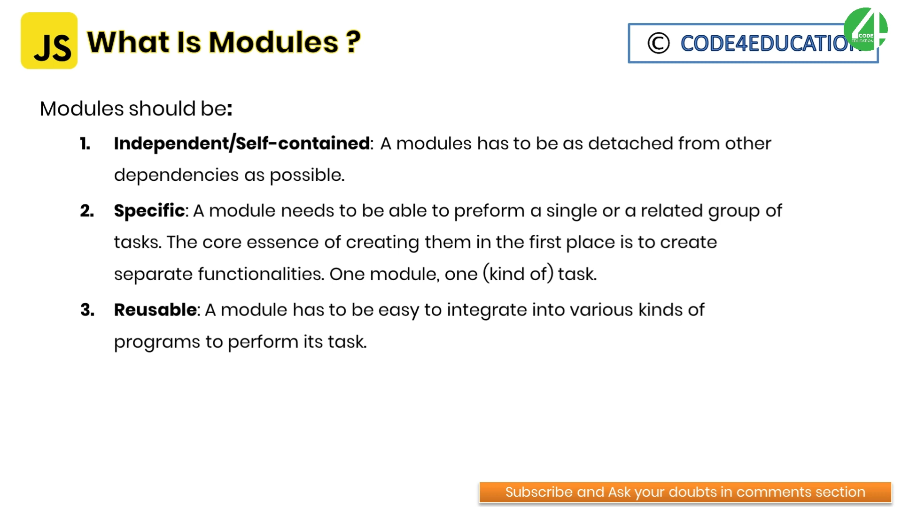 JS What Is Modules ?
© CODE4EDUCATION
4
CODE
Modules should be:
1. Independent/Self-contained: A modules has to be as detached from other
dependencies as possible.
2. Specific: A module needs to be able to preform a single or a related group of
tasks. The core essence of creating them in the first place is to create
separate functionalities. One module, one (kind of) task.
3. Reusable: A module has to be easy to integrate into various kinds of
programs to perform its task.
Subscribe and Ask your doubts in comments section